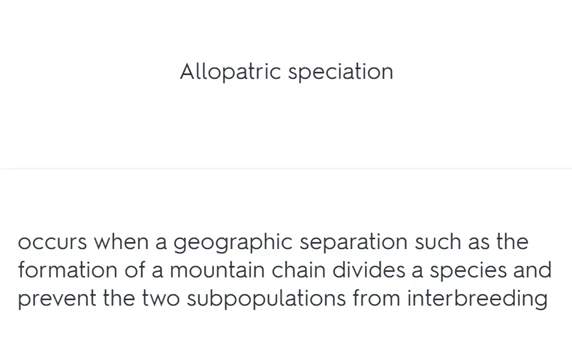 Allopatric speciation
occurs when a geographic separation such as the
formation of a mountain chain divides a species and
prevent the two subpopulations from interbreeding